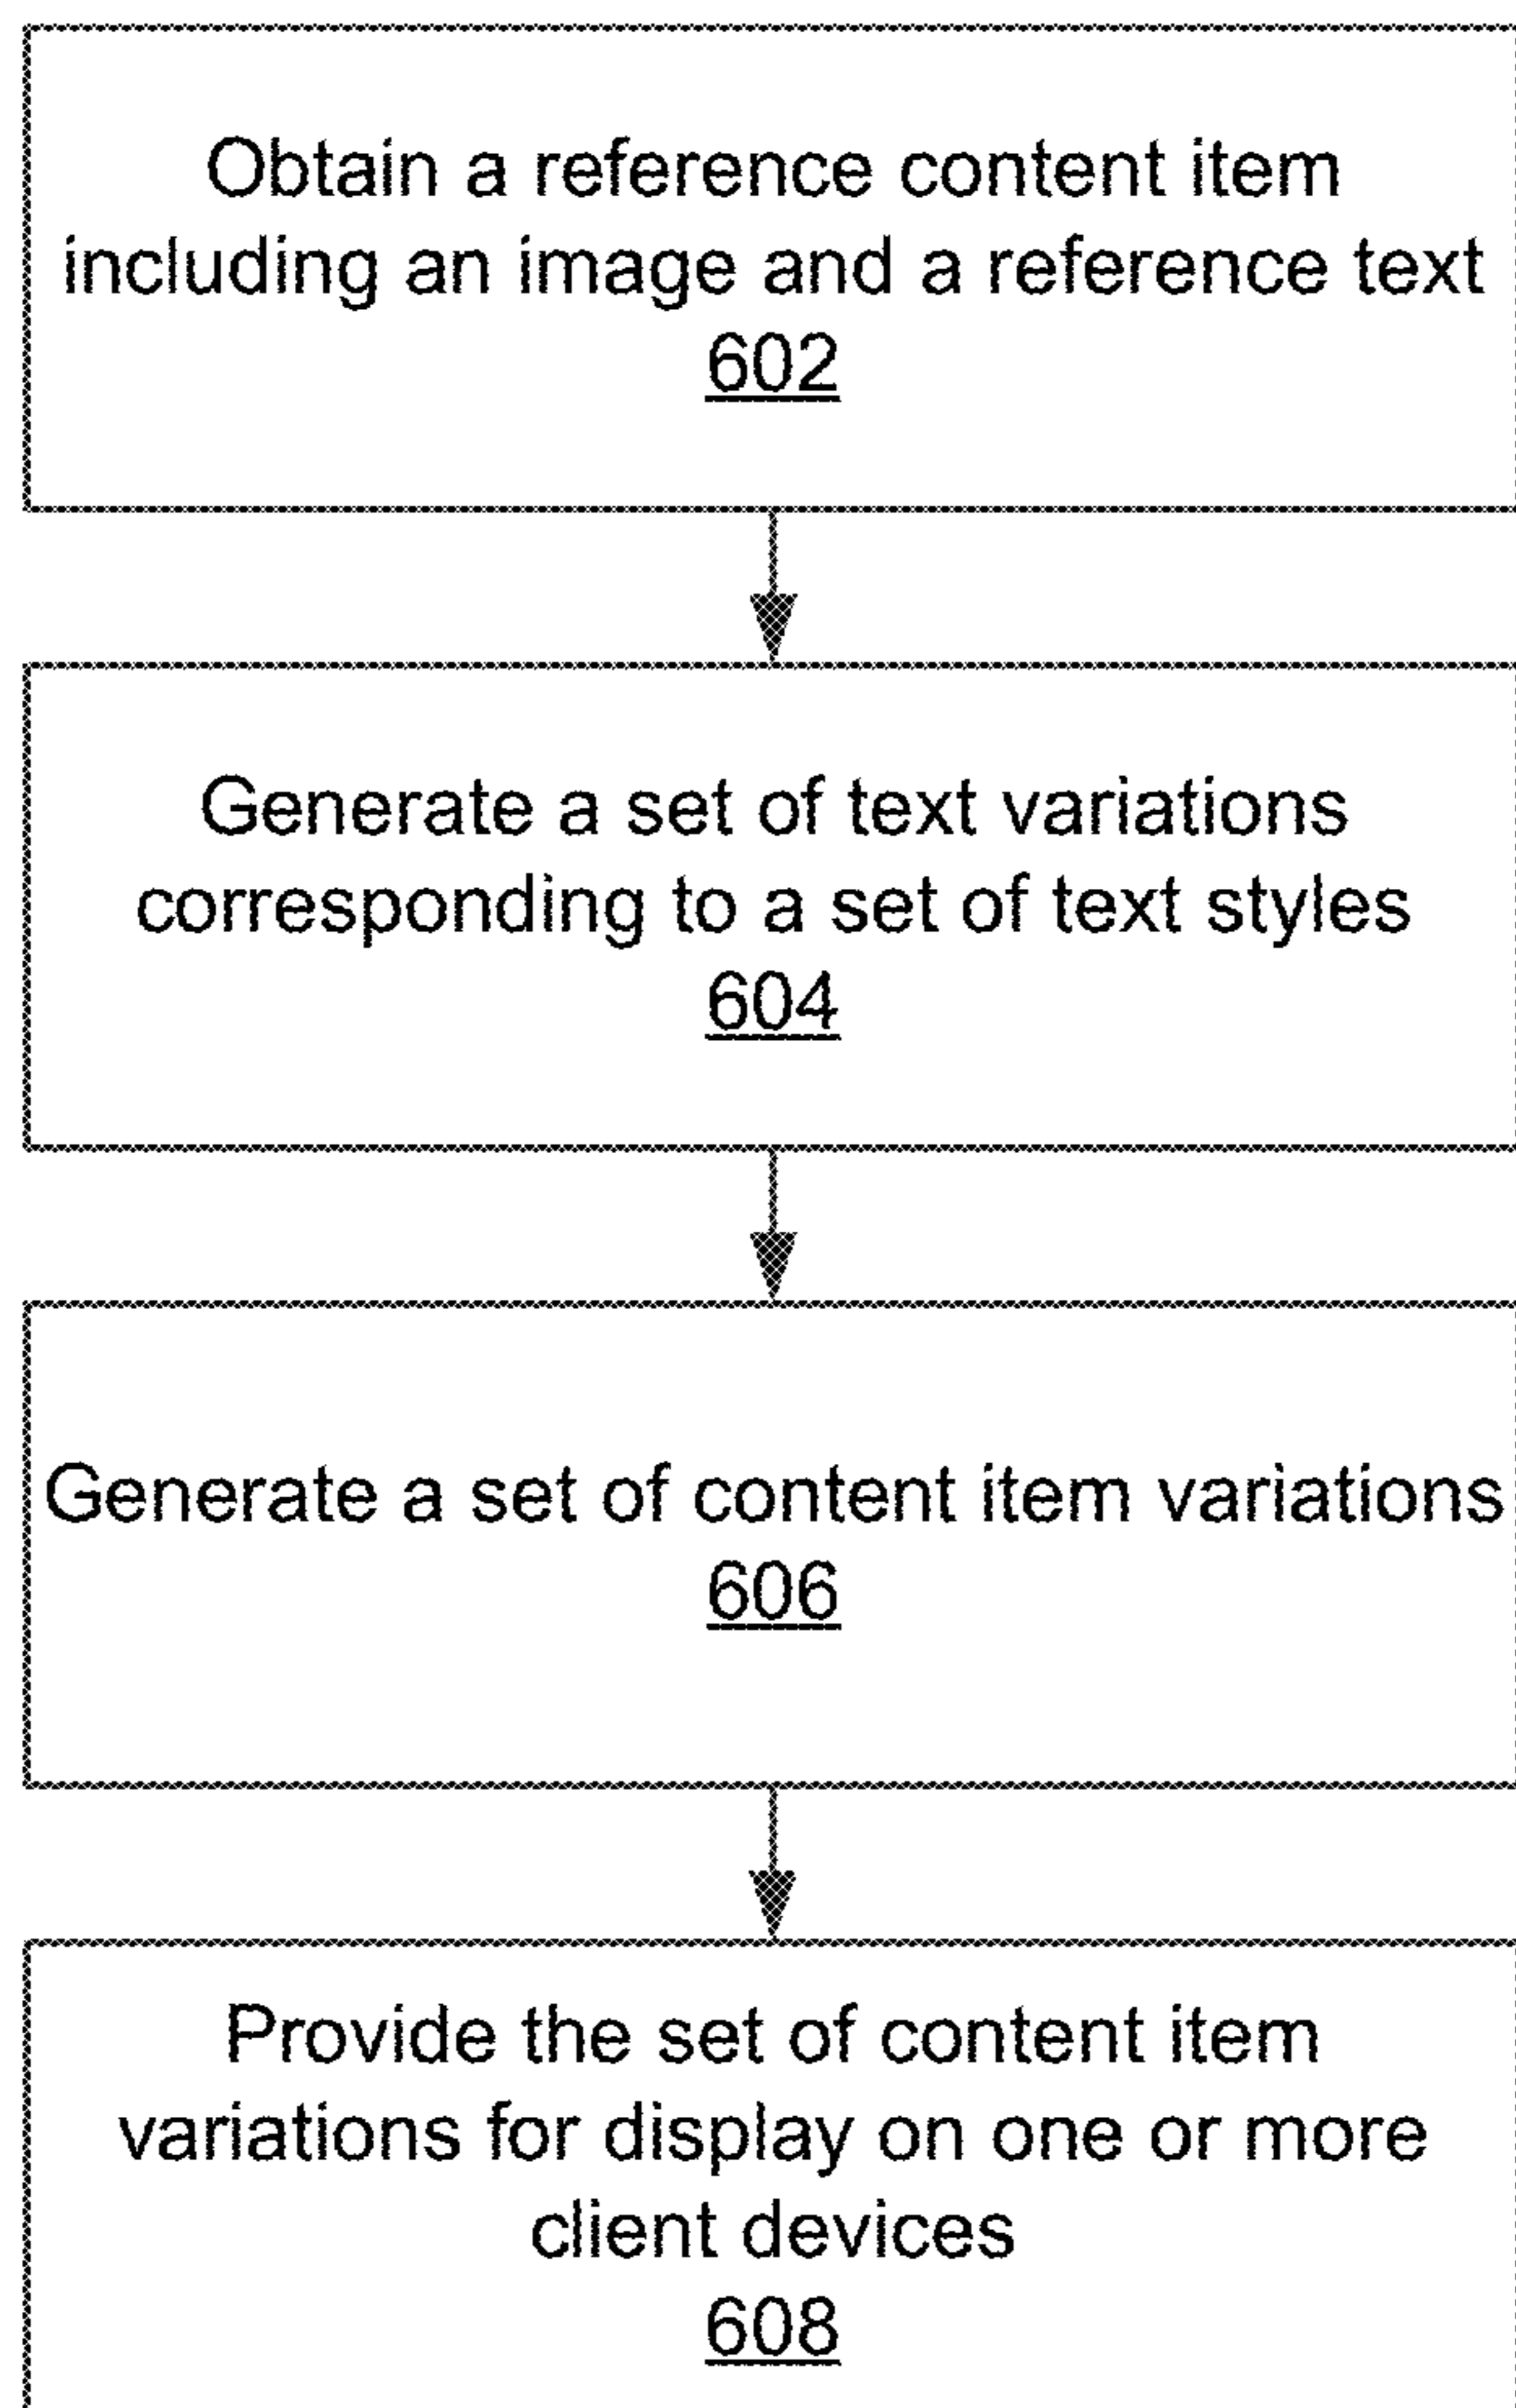 Obtain a reference content item
including an image and a reference text
602
Generate a set of text variations
corresponding to a set of text styles
604
Generate a set of content item variations
606
Provide the set of content item
variations for display on one or more
client devices
608